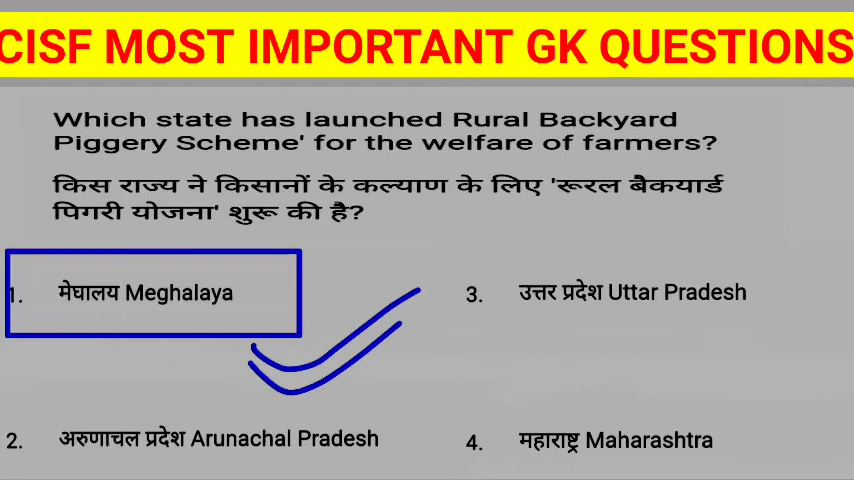 CISF MOST IMPORTANT GK QUESTIONS
Which state has launched Rural Backyard
Piggery Scheme' for the welfare of farmers?
किस राज्य ने किसानों के कल्याण के लिए 'रूरल बैकयार्ड
पिगरी योजना' शुरू की है?
1. मेघालय Meghalaya
3. उत्तर प्रदेश Uttar Pradesh
2. अरुणाचल प्रदेश Arunachal Pradesh
4. महाराष्ट्र Maharashtra